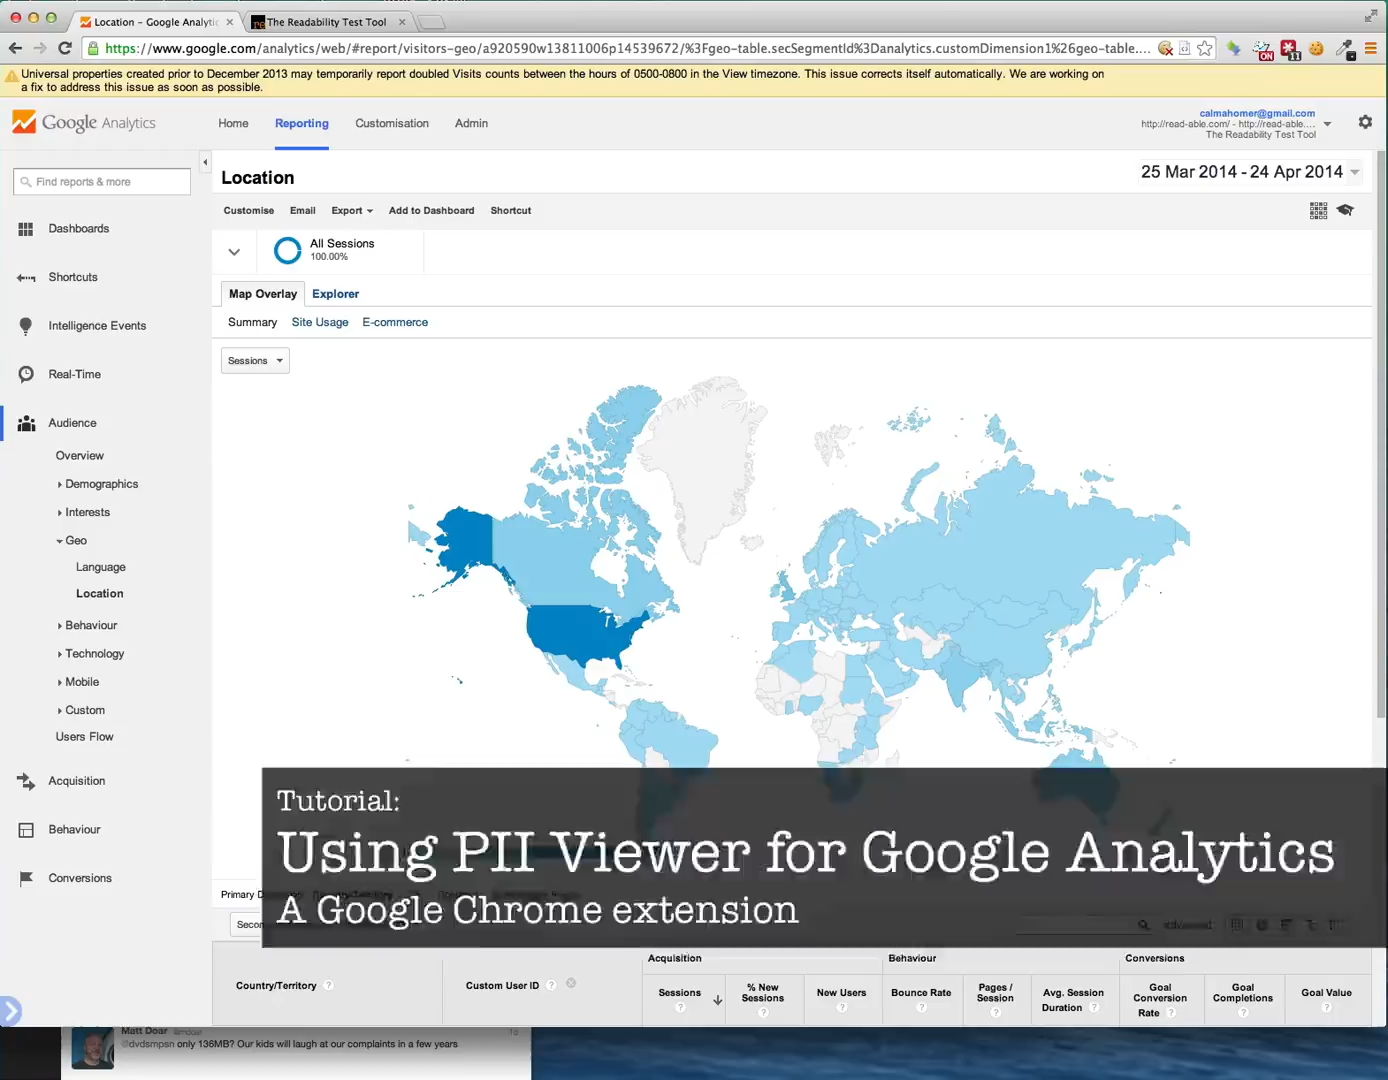 Location – Google Analytic
The Readability Test Tool
https://www.google.com/analytics/web/#report/visitors-geo/a920590w13811006p14539672/%3Fgeo-table.secSegmentId%3Danalytics.customDimension1%26geo-table....
ON
11
Universal properties created prior to December 2013 may temporarily report doubled Visits counts between the hours of 0500-0800 in the View timezone. This issue corrects itself automatically. We are working on
a fix to address this issue as soon as possible.
Google Analytics
Home
Reporting
Customisation
Admin
calmahomer@gmail.com
http://read-able.com/ - http://read-able....
The Readability Test Tool
Find reports & more
Location
25 Mar 2014 - 24 Apr 2014
Customise
Email
Export
Add to Dashboard
Shortcut
All Sessions
100.00%
Map Overlay
Explorer
Summary
Site Usage
E-commerce
Sessions
Dashboards
Shortcuts
Intelligence Events
Real-Time
Audience
Overview
Demographics
Interests
Geo
Language
Location
Behaviour
Technology
Mobile
Custom
Users Flow
Acquisition
Behaviour
Conversions
Tutorial:
Using PII Viewer for Google Analytics
A Google Chrome extension
Primary D
Secon
advanced
Acquisition
Behaviour
Conversions
Country/Territory ?
Custom User ID ?
Sessions
?
% New
Sessions
?
New Users
?
Bounce Rate
?
Pages /
Session
?
Avg. Session
Duration ?
Goal
Conversion
Rate ?
Goal
Completions
?
Goal Value
?
Matt Doar @mdoar
@dvdsmpsn only 136MB? Our kids will laugh at our complaints in a few years